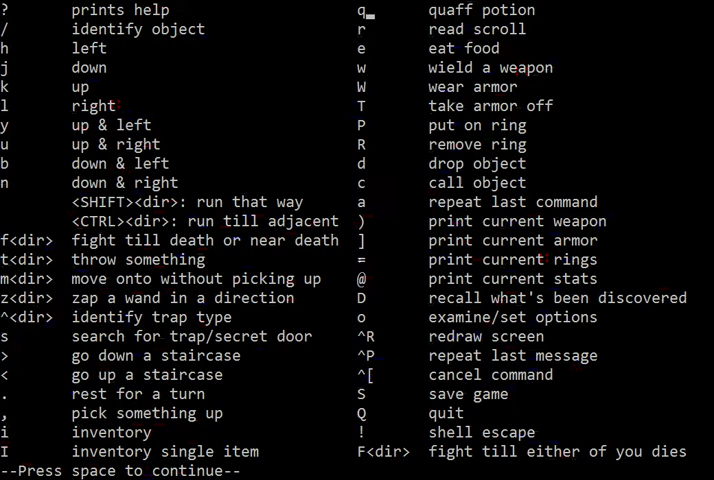 ? prints help q quaff potion
/ identify object r read scroll
h left e eat food
j down w wield a weapon
k up W wear armor
l right T take armor off
y up & left P put on ring
u up & right R remove ring
b down & left d drop object
n down & right c call object
<SHIFT><dir>: run that way a repeat last command
<CTRL><dir>: run till adjacent ) print current weapon
f<dir> fight till death or near death ] print current armor
t<dir> throw something = print current rings
m<dir> move onto without picking up @ print current stats
z<dir> zap a wand in a direction D recall what's been discovered
^<dir> identify trap type o examine/set options
s search for trap/secret door ^R redraw screen
> go down a staircase ^P repeat last message
< go up a staircase ^[ cancel command
. rest for a turn S save game
, pick something up Q quit
i inventory ! shell escape
I inventory single item F<dir> fight till either of you dies
--Press space to continue--